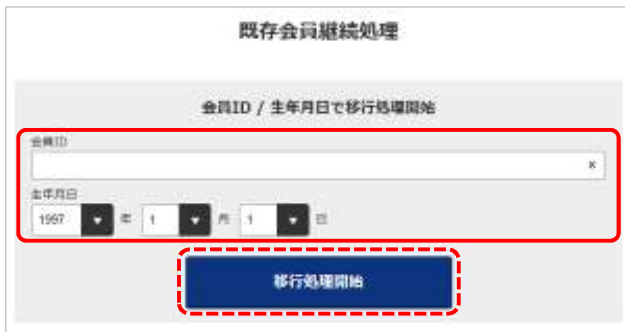 既存会員継続処理
会員ID / 生年月日で移行処理開始
会員ID
×
生年月日
1997 年 1 月 1 日
移行処理開始